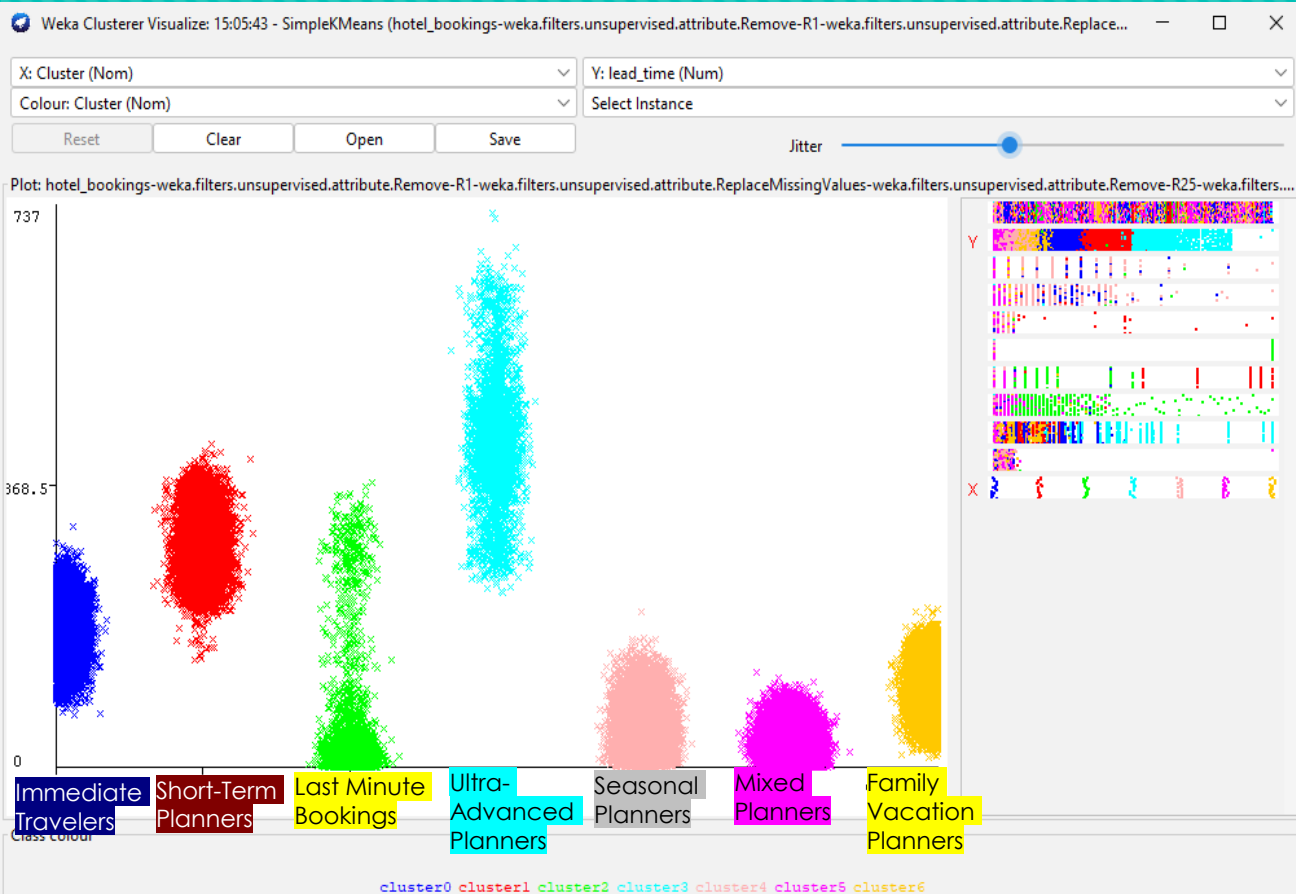 Weka Clusterer Visualize: 15:05:43 - SimpleKMeans (hotel_bookings-weka.filters.unsupervised.attribute.Remove-R1-weka.filters.unsupervised.attribute.Replace...
X: Cluster (Nom)
Y: lead_time (Num)
Colour: Cluster (Nom)
Select Instance
Reset
Clear
Open
Save
Jitter
Plot: hotel_bookings-weka.filters.unsupervised.attribute.Remove-R1-weka.filters.unsupervised.attribute.ReplaceMissingValues-weka.filters.unsupervised.attribute.Remove-R25-weka.filters....
737
Y
368.5
X
0
Immediate
Travelers
Short-Term
Planners
Last Minute
Bookings
Ultra-
Advanced
Planners
Seasonal
Planners
Mixed
Planners
Family
Vacation
Planners
Class colour
cluster0 cluster1 cluster2 cluster3 cluster4 cluster5 cluster6